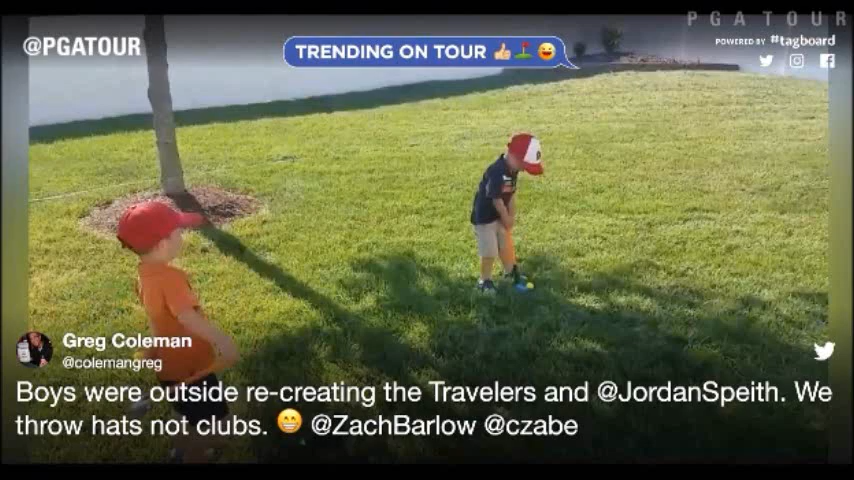 PGA TOUR
@PGATOUR
TRENDING ON TOUR 👍⛳😄
POWERED BY #tagboard
Greg Coleman
@colemangreg
Boys were outside re-creating the Travelers and @JordanSpeith. We
throw hats not clubs. 😁 @ZachBarlow @czabe